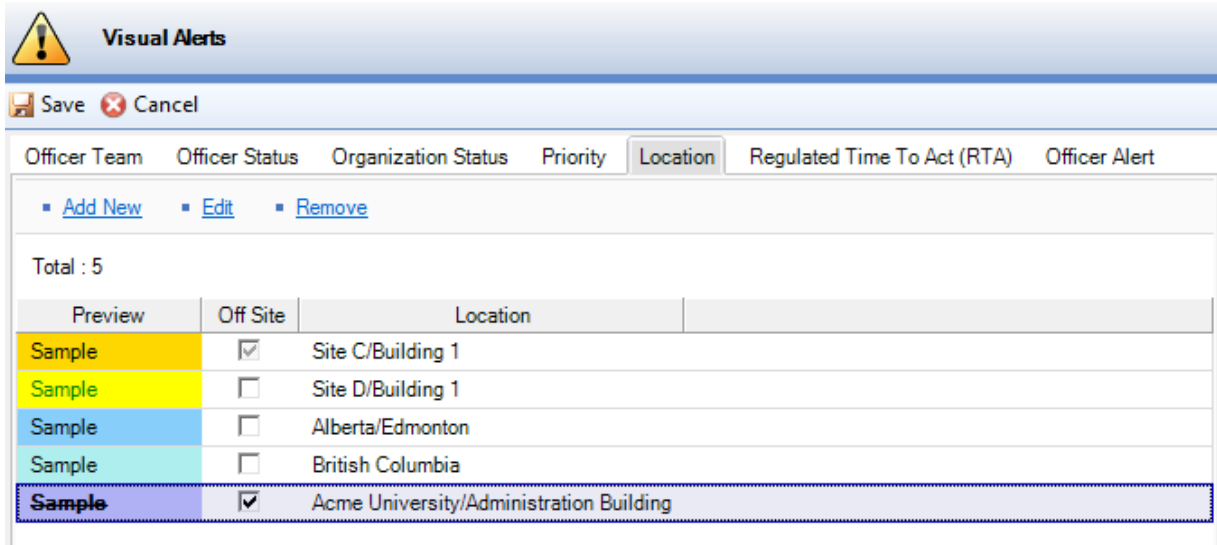 Visual Alerts
Save Cancel
Officer Team Officer Status Organization Status Priority Location Regulated Time To Act (RTA) Officer Alert
Add New Edit Remove
Total : 5
Preview Off Site Location
Sample Site C/Building 1
Sample Site D/Building 1
Sample Alberta/Edmonton
Sample British Columbia
Sample Acme University/Administration Building